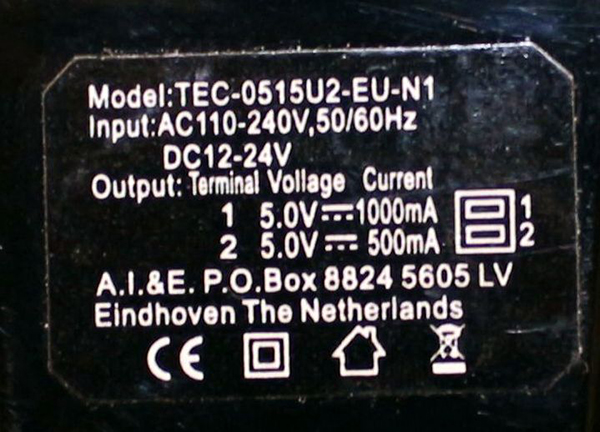 Model:TEC-0515U2-EU-N1
Input:AC110-240V,50/60Hz
DC12-24V
Output: Terminal Vollage Current
1 5.0V⎓1000mA
2 5.0V⎓500mA
1
2
A.I.&E. P.O.Box 8824 5605 LV
Eindhoven The Netherlands
CE